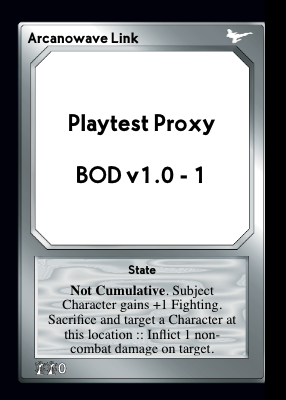 Arcanowave Link
Playtest Proxy
BOD v1.0 - 1
State
Not Cumulative. Subject
Character gains +1 Fighting.
Sacrifice and target a Character at
this location :: Inflict 1 non-
combat damage on target.
0